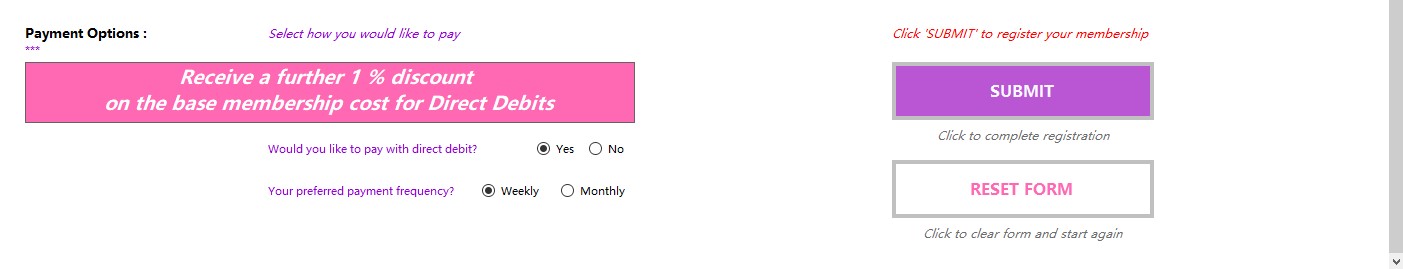 Payment Options :
Select how you would like to pay
***
Receive a further 1 % discount
on the base membership cost for Direct Debits
Would you like to pay with direct debit?
Yes
No
Your preferred payment frequency?
Weekly
Monthly
Click 'SUBMIT' to register your membership
SUBMIT
Click to complete registration
RESET FORM
Click to clear form and start again